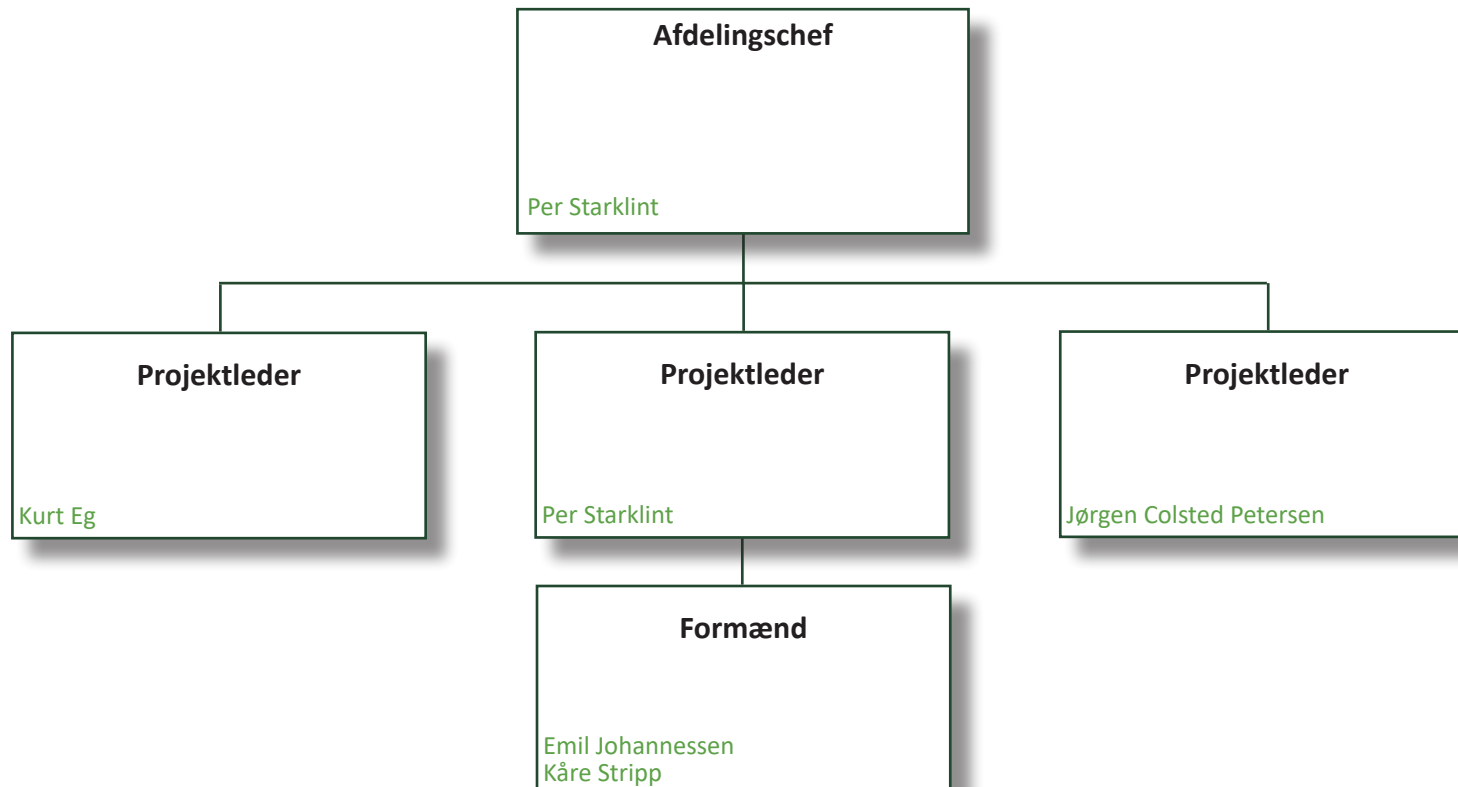 Afdelingschef
Per Starklint
Projektleder
Kurt Eg
Projektleder
Per Starklint
Projektleder
Jørgen Colsted Petersen
Formænd
Emil Johannessen
Kåre Stripp